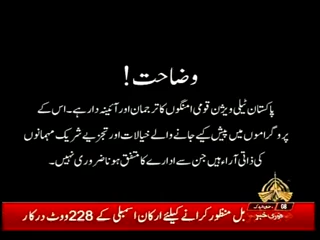 وضاحت!
پاکستان ٹیلی ویژن قومی امنگوں کا ترجمان اور آئینہ دار ہے۔ اس کے
پروگراموں میں پیش کیے جانے والے خیالات اور تجزیے شریک مہمانوں
کی ذاتی آراء ہیں جن سے ادارے کا متفق ہونا ضروری نہیں۔
بل منظور کرانے کیلئے ارکان اسمبلی کے 228 ووٹ درکار